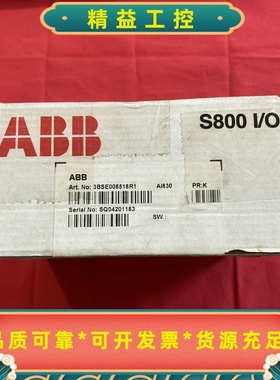 精益工控
ABB
S800 I/O
ABB
Art. No: 3BSE008518R1 AI830 PR:K
Serial No: SQ04201183
SW :
品质可靠*可开票*货源充足